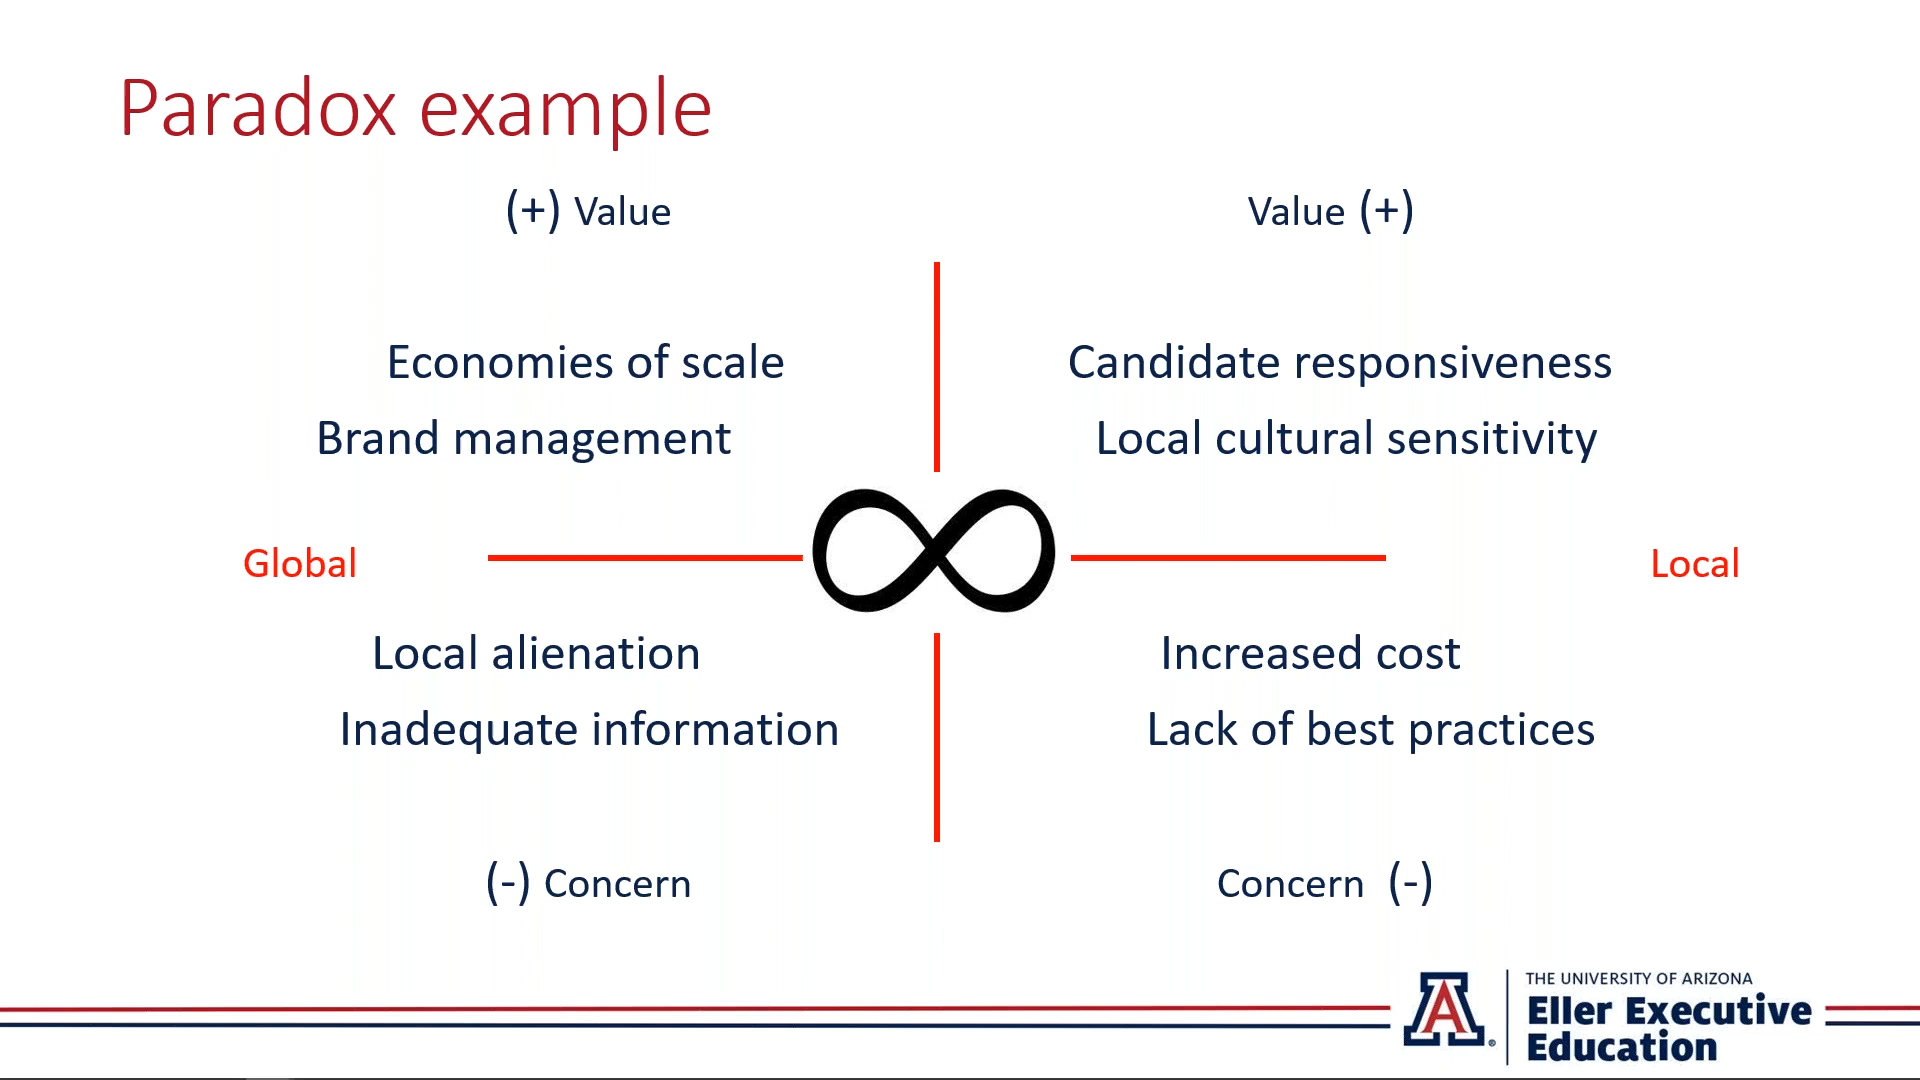 Paradox example
(+) Value
Value (+)
Economies of scale
Candidate responsiveness
Brand management
Local cultural sensitivity
Global
Local
Local alienation
Increased cost
Inadequate information
Lack of best practices
(-) Concern
Concern (-)
A
THE UNIVERSITY OF ARIZONA
Eller Executive
Education